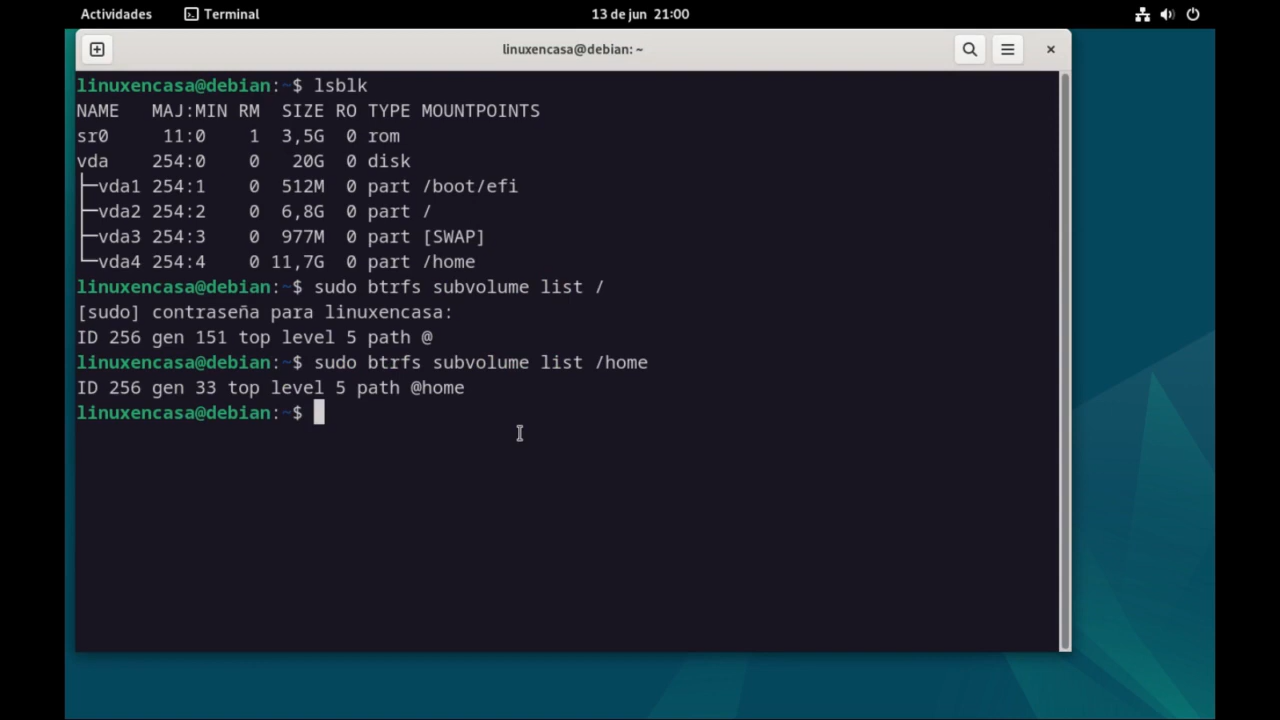 Actividades Terminal 13 de jun 21:00
linuxencasa@debian: ~
linuxencasa@debian:~$ lsblk
NAME   MAJ:MIN RM  SIZE RO TYPE MOUNTPOINTS
sr0     11:0    1  3,5G  0 rom
vda    254:0    0   20G  0 disk
├─vda1 254:1    0  512M  0 part /boot/efi
├─vda2 254:2    0  6,8G  0 part /
├─vda3 254:3    0  977M  0 part [SWAP]
└─vda4 254:4    0 11,7G  0 part /home
linuxencasa@debian:~$ sudo btrfs subvolume list /
[sudo] contraseña para linuxencasa:
ID 256 gen 151 top level 5 path @
linuxencasa@debian:~$ sudo btrfs subvolume list /home
ID 256 gen 33 top level 5 path @home
linuxencasa@debian:~$